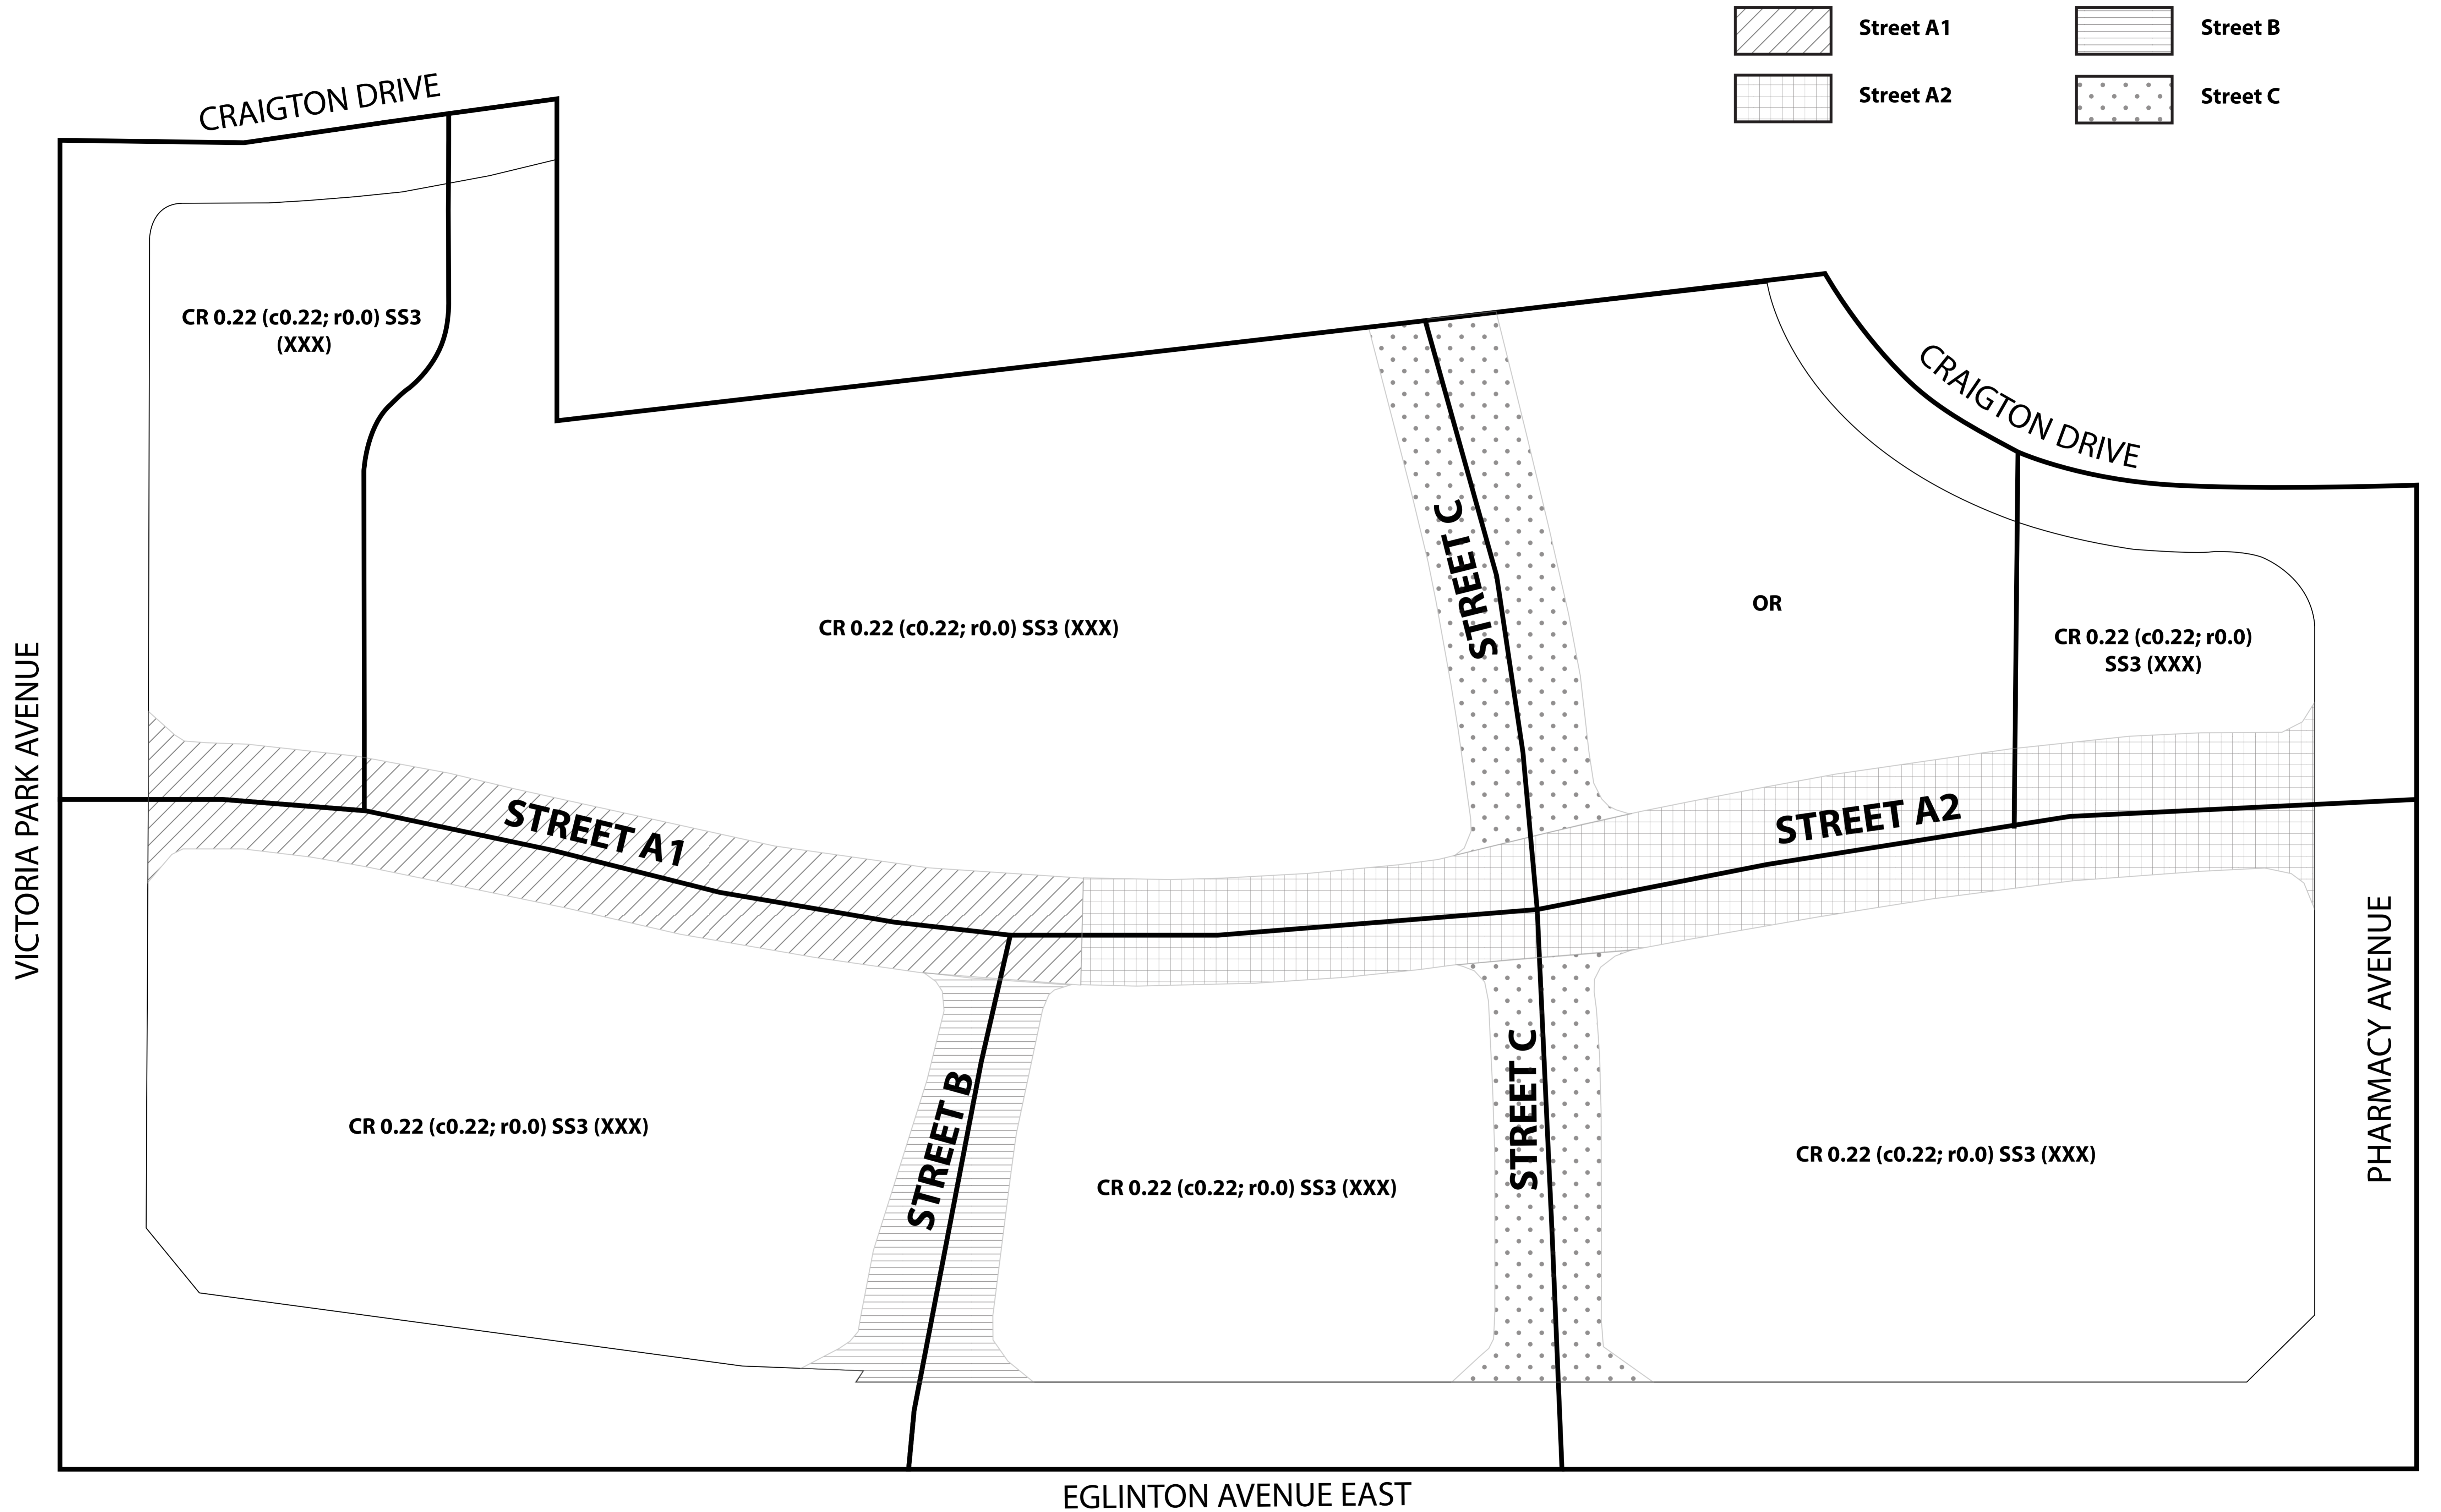 Street A1
Street B
Street A2
Street C
CRAIGTON DRIVE
CR 0.22 (c0.22; r0.0) SS3
(XXX)
CRAIGTON DRIVE
STREET C
OR
CR 0.22 (c0.22; r0.0) SS3 (XXX)
CR 0.22 (c0.22; r0.0)
SS3 (XXX)
VICTORIA PARK AVENUE
STREET A1
STREET A2
PHARMACY AVENUE
STREET B
STREET C
CR 0.22 (c0.22; r0.0) SS3 (XXX)
CR 0.22 (c0.22; r0.0) SS3 (XXX)
CR 0.22 (c0.22; r0.0) SS3 (XXX)
EGLINTON AVENUE EAST